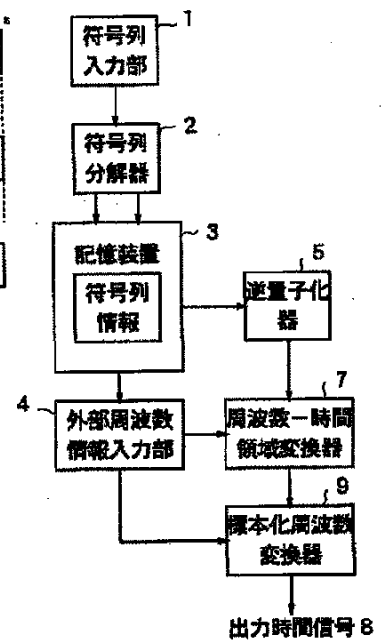 1
符号列
入力部
2
符号列
分解器
3
記憶装置
符号列
情報
5
逆量子化
器
4
外部周波数
情報入力部
7
周波数－時間
領域変換器
9
標本化周波数
変換器
出力時間信号 8